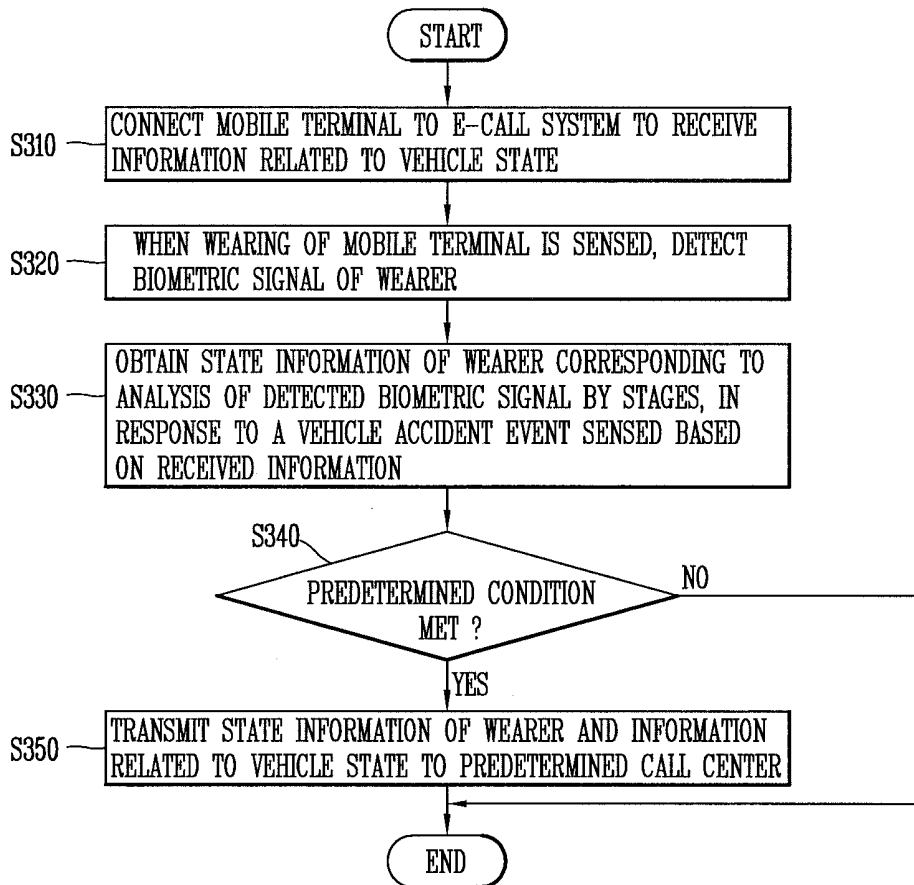 START
S310
CONNECT MOBILE TERMINAL TO E-CALL SYSTEM TO RECEIVE
INFORMATION RELATED TO VEHICLE STATE
S320
WHEN WEARING OF MOBILE TERMINAL IS SENSED, DETECT
BIOMETRIC SIGNAL OF WEARER
S330
OBTAIN STATE INFORMATION OF WEARER CORRESPONDING TO
ANALYSIS OF DETECTED BIOMETRIC SIGNAL BY STAGES, IN
RESPONSE TO A VEHICLE ACCIDENT EVENT SENSED BASED
ON RECEIVED INFORMATION
S340
PREDETERMINED CONDITION
MET ?
NO
YES
S350
TRANSMIT STATE INFORMATION OF WEARER AND INFORMATION
RELATED TO VEHICLE STATE TO PREDETERMINED CALL CENTER
END